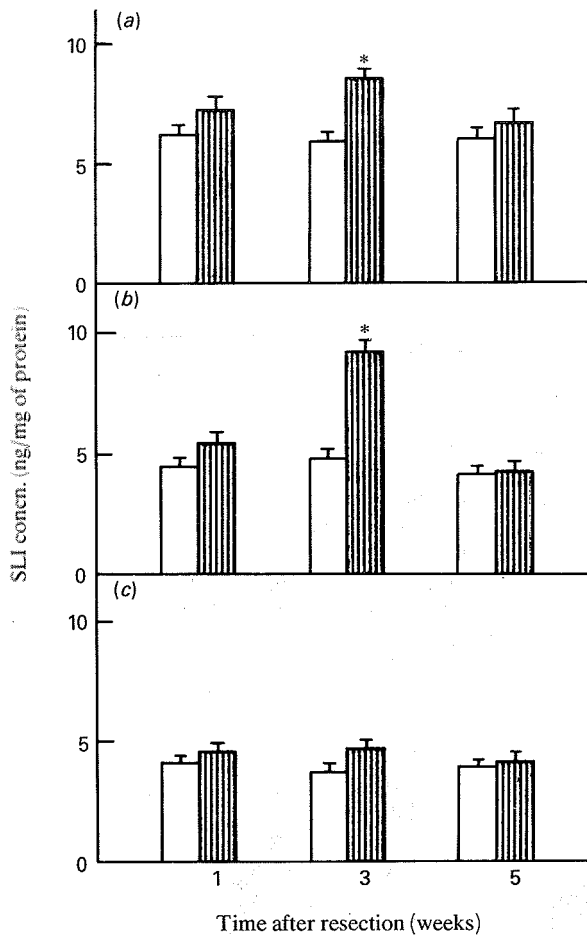 (a)
10
*
5
0
(b)
10
*
5
0
(c)
10
5
0
1 3 5
SLI concn. (ng/mg of protein)
Time after resection (weeks)